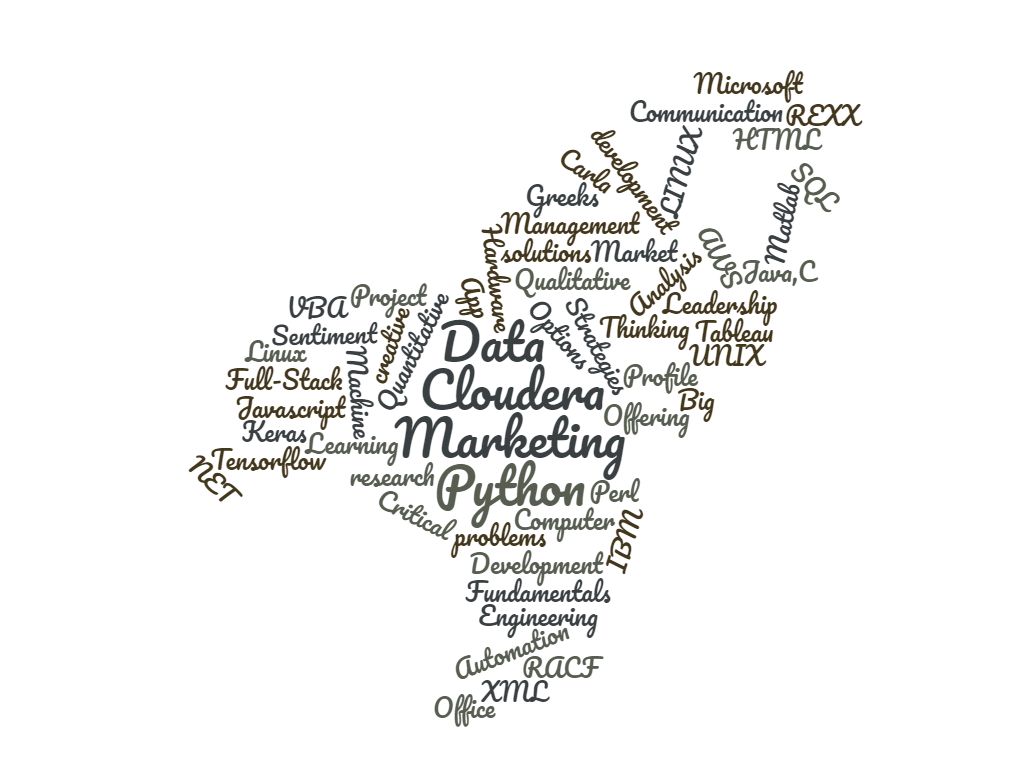 Microsoft
Communication REXX
HTML
development
Carla
LINUX
SQL
Greeks
Matlab
Management
Hardware
solutions Market
AWS
Analysis
Java,C
Qualitative
App
VBA Project
Leadership
Options
Strategies
Thinking Tableau
Sentiment
creative
Quantitative
Data
UNIX
Linux
Machine
Full-Stack
Cloudera
Profile
Big
Javascript
Offering
Keras
Learning
Marketing
Tensorflow
NET
research
Python
Perl
Critical
Computer
IBM
problems
Development
Fundamentals
Engineering
Automation
RACF
XML
Office